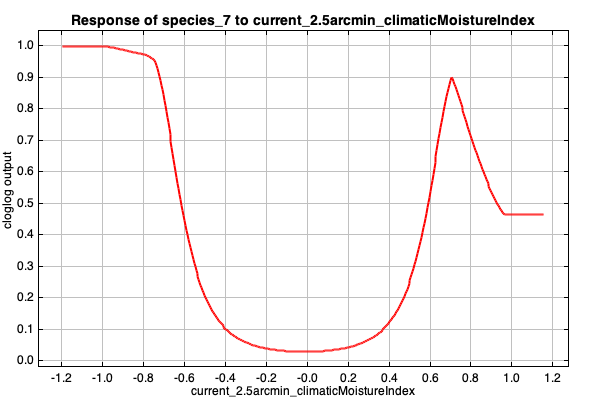 Response of species_7 to current_2.5arcmin_climaticMoistureIndex
cloglog output
1.0
0.9
0.8
0.7
0.6
0.5
0.4
0.3
0.2
0.1
0.0
-1.2 -1.0 -0.8 -0.6 -0.4 -0.2 0.0 0.2 0.4 0.6 0.8 1.0 1.2
current_2.5arcmin_climaticMoistureIndex